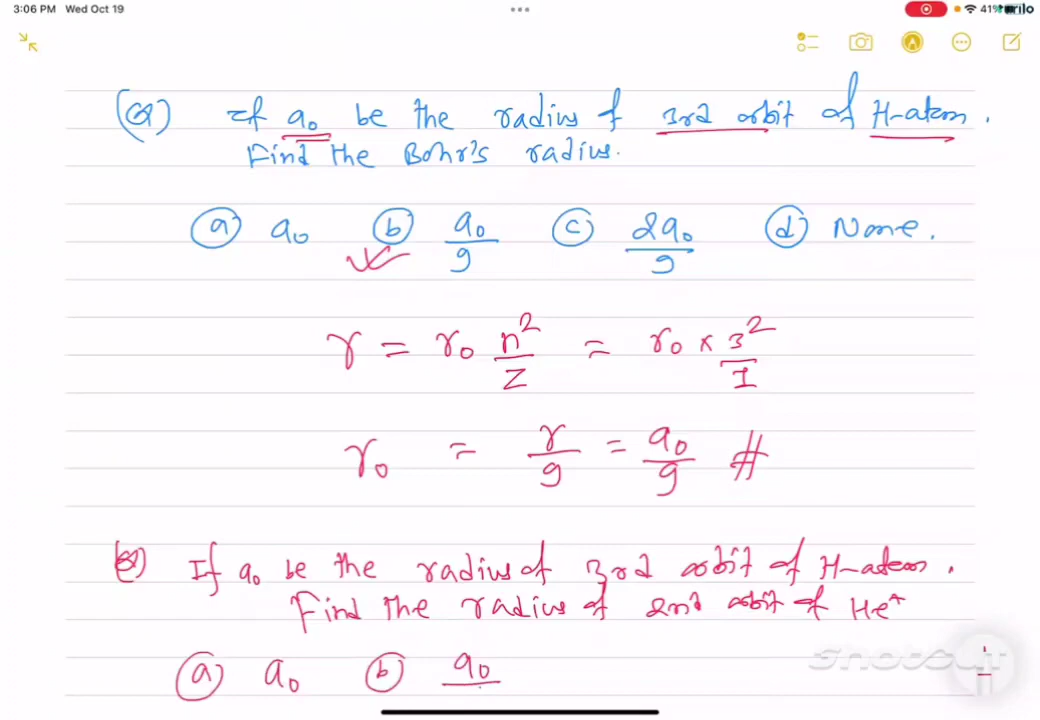 3:06 PM Wed Oct 19
41%
(Q) If a₀ be the radius of 3rd orbit of H-atom.
Find the Bohr's radius.
(a) a₀ (b) a₀/9 (c) 2a₀/9 (d) None.
r = r₀ n²/Z = r₀ × 3²/1
r₀ = r/9 = a₀/9 #
(Q) If a₀ be the radius of 3rd orbit of H-atom.
Find the radius of 2nd orbit of He⁺
(a) a₀ (b) a₀